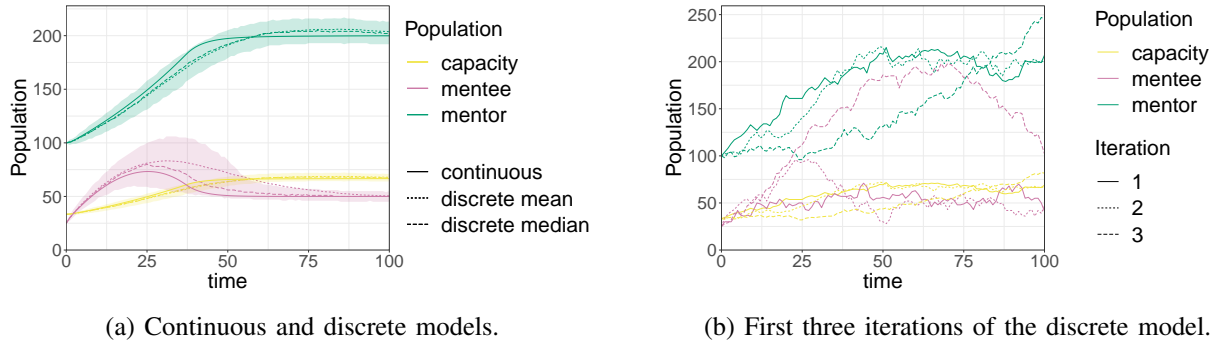 200
150
100
50
0
Population
0
25
50
75
100
time
Population
capacity
mentee
mentor
continuous
discrete mean
discrete median
(a) Continuous and discrete models.
250
200
150
100
50
0
Population
0
25
50
75
100
time
Population
capacity
mentee
mentor
Iteration
1
2
3
(b) First three iterations of the discrete model.